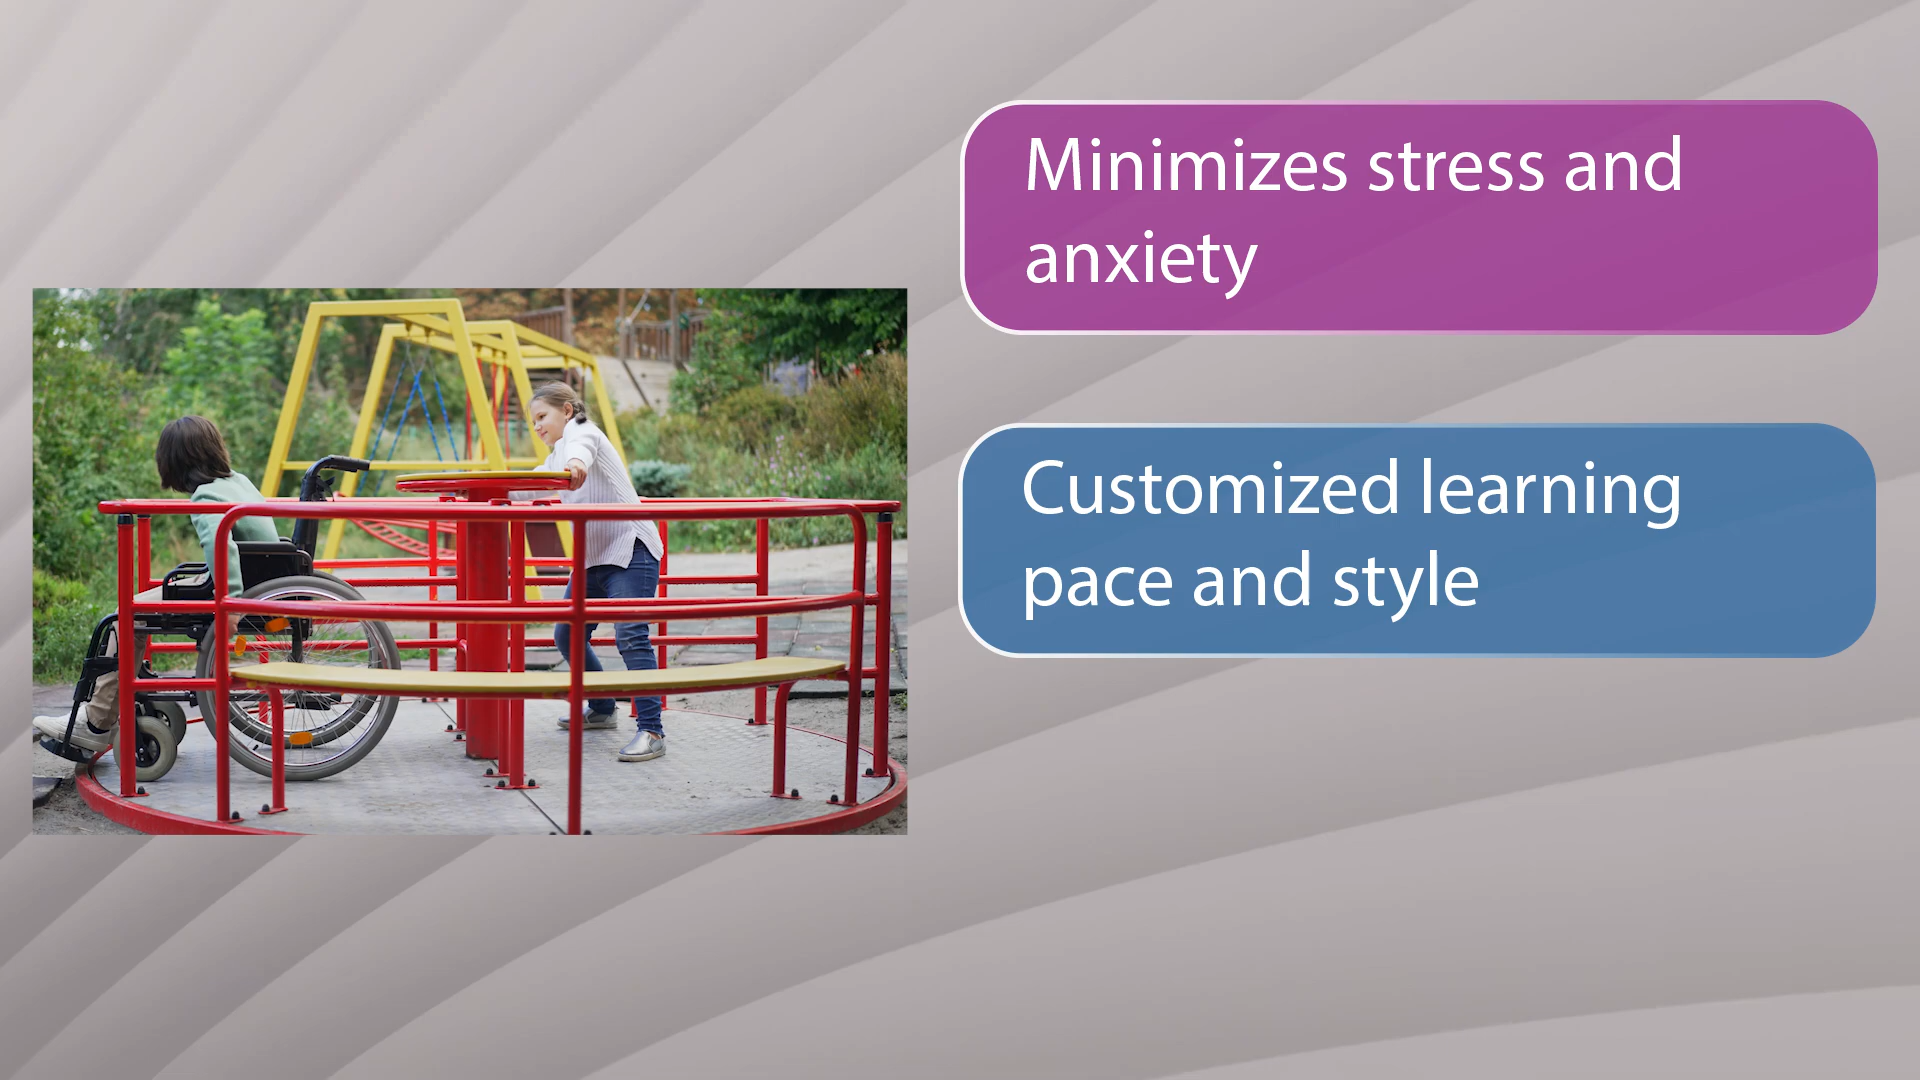 Minimizes stress and
anxiety
Customized learning
pace and style